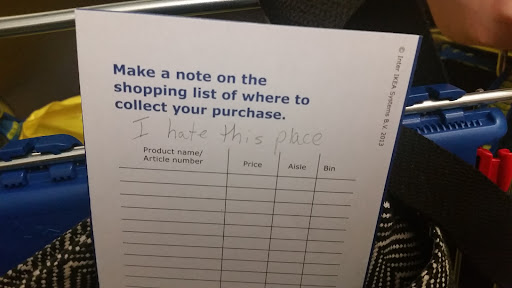 Make a note on the
shopping list of where to
collect your purchase.
I hate this place
Product name/
Article number
Price
Aisle
Bin
© Inter IKEA Systems B.V. 2013